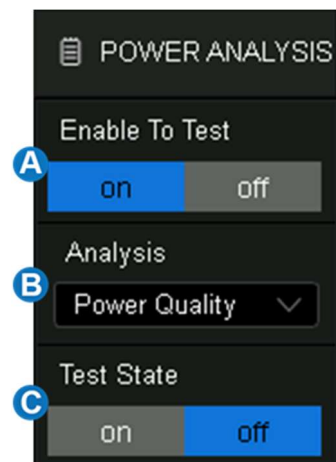 POWER ANALYSIS
Enable To Test
A
on off
Analysis
B
Power Quality
Test State
C
on off